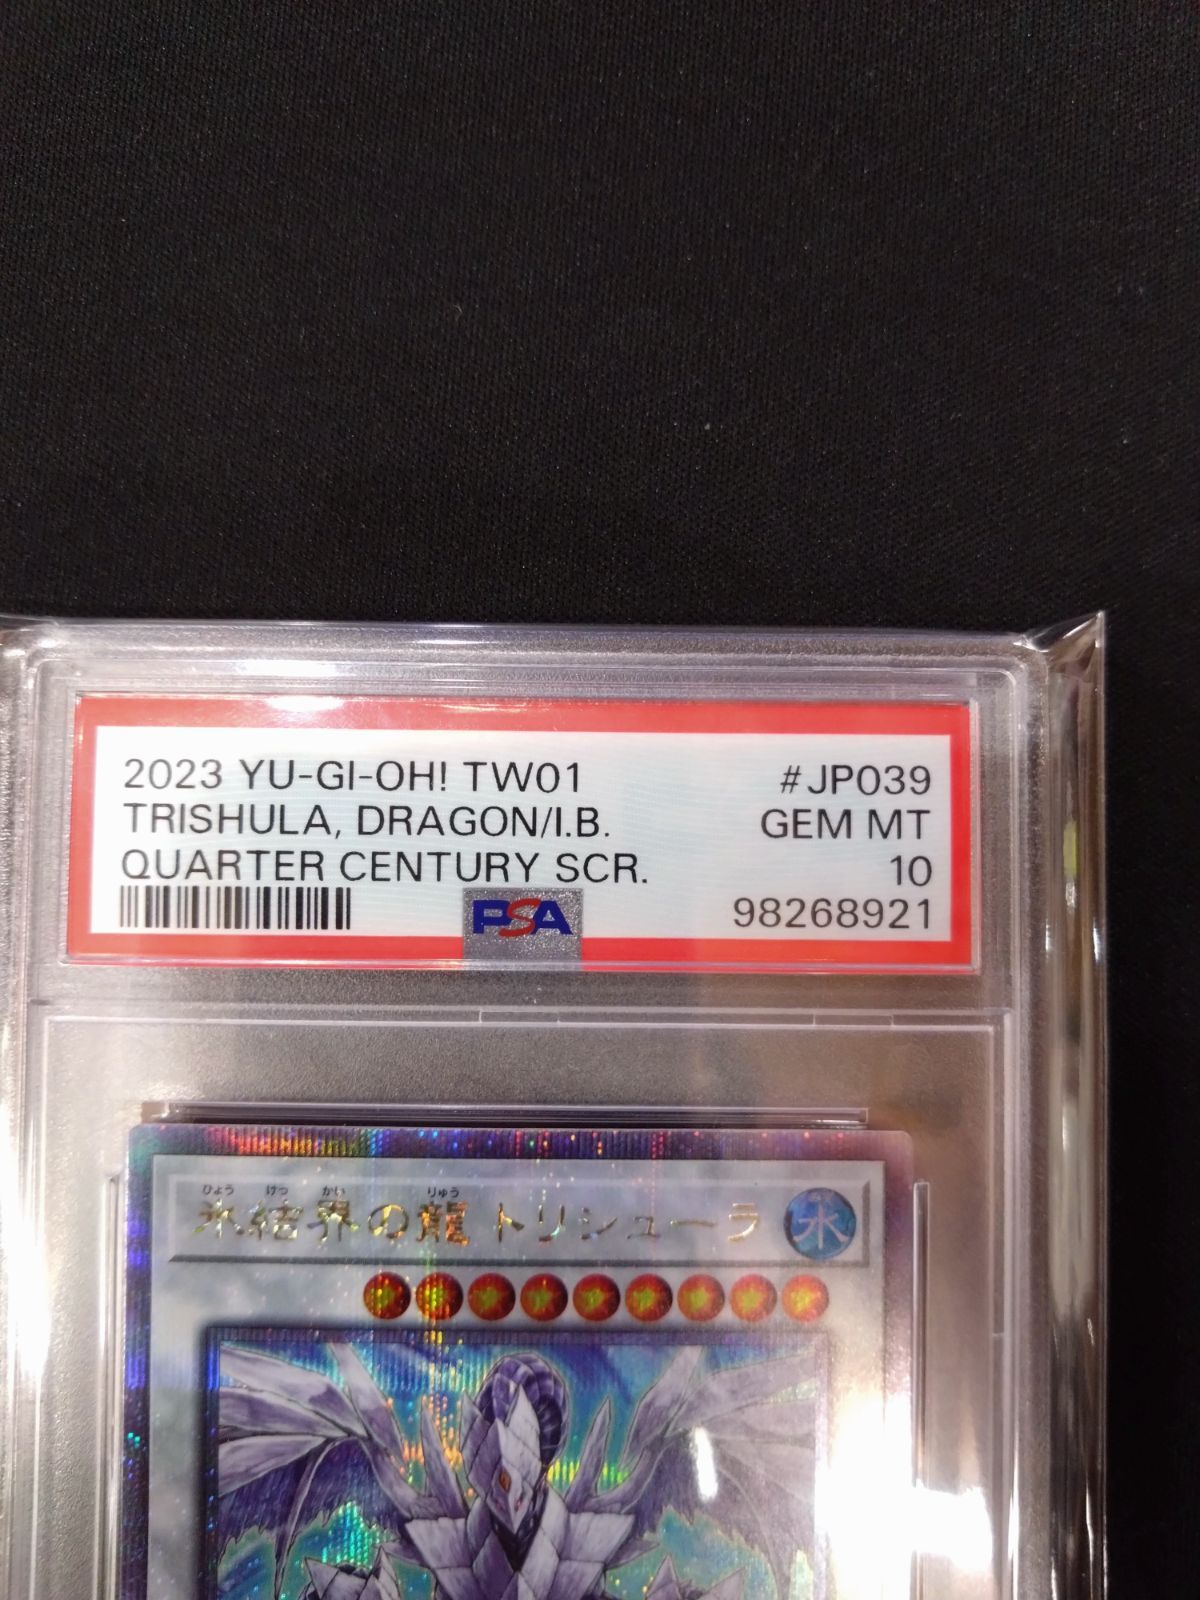 2023 YU-GI-OH! TW01 #JP039
TRISHULA, DRAGON/I.B. GEM MT
QUARTER CENTURY SCR. 10
PSA 98268921
ひょう けっ かい りゅう
氷結界の龍 トリシューラ 水